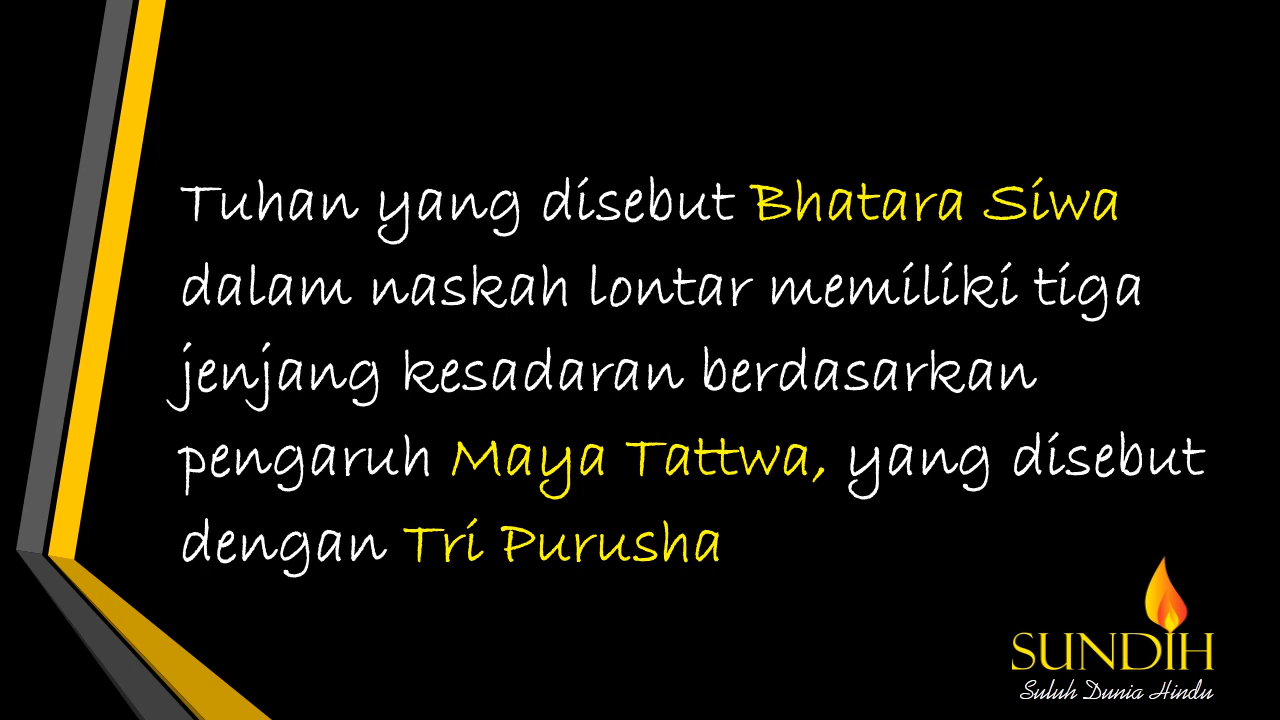 Tuhan yang disebut Bhatara Siwa
dalam naskah lontar memiliki tiga
jenjang kesadaran berdasarkan
pengaruh Maya Tattwa, yang disebut
dengan Tri Purusha
SUNDIH
Suluh Dunia Hindu